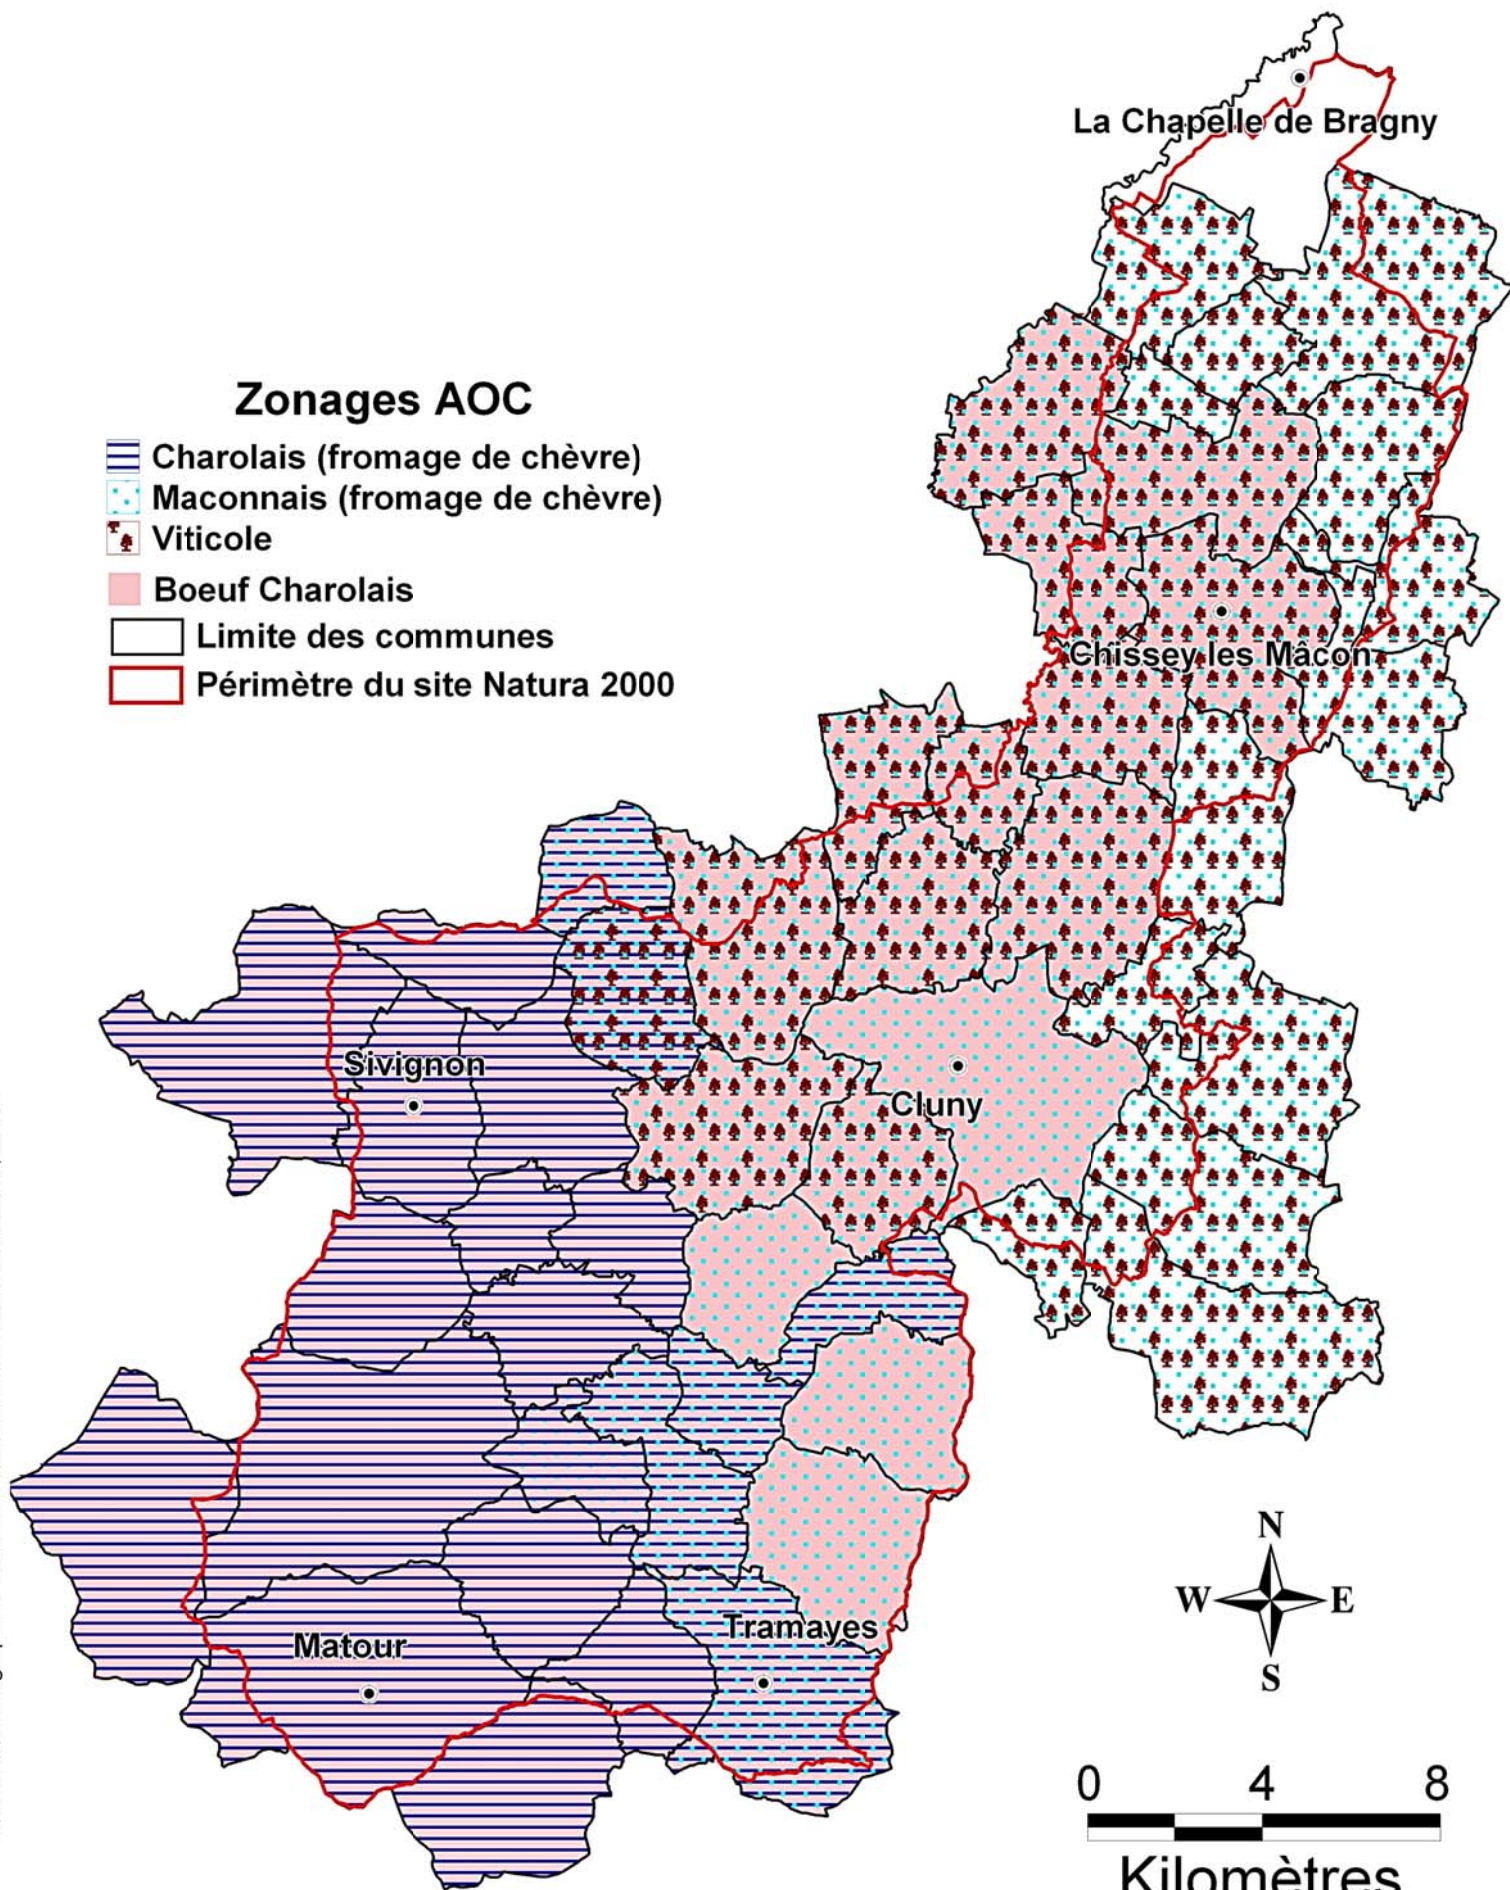 La Chapelle de Bragny
Zonages AOC
Charolais (fromage de chèvre)
Maconnais (fromage de chèvre)
Viticole
Boeuf Charolais
Limite des communes
Périmètre du site Natura 2000
Chissey les Mâcon
Sivignon
Cluny
Tramayes
Matour
N
W E
S
0 4 8
Kilomètres